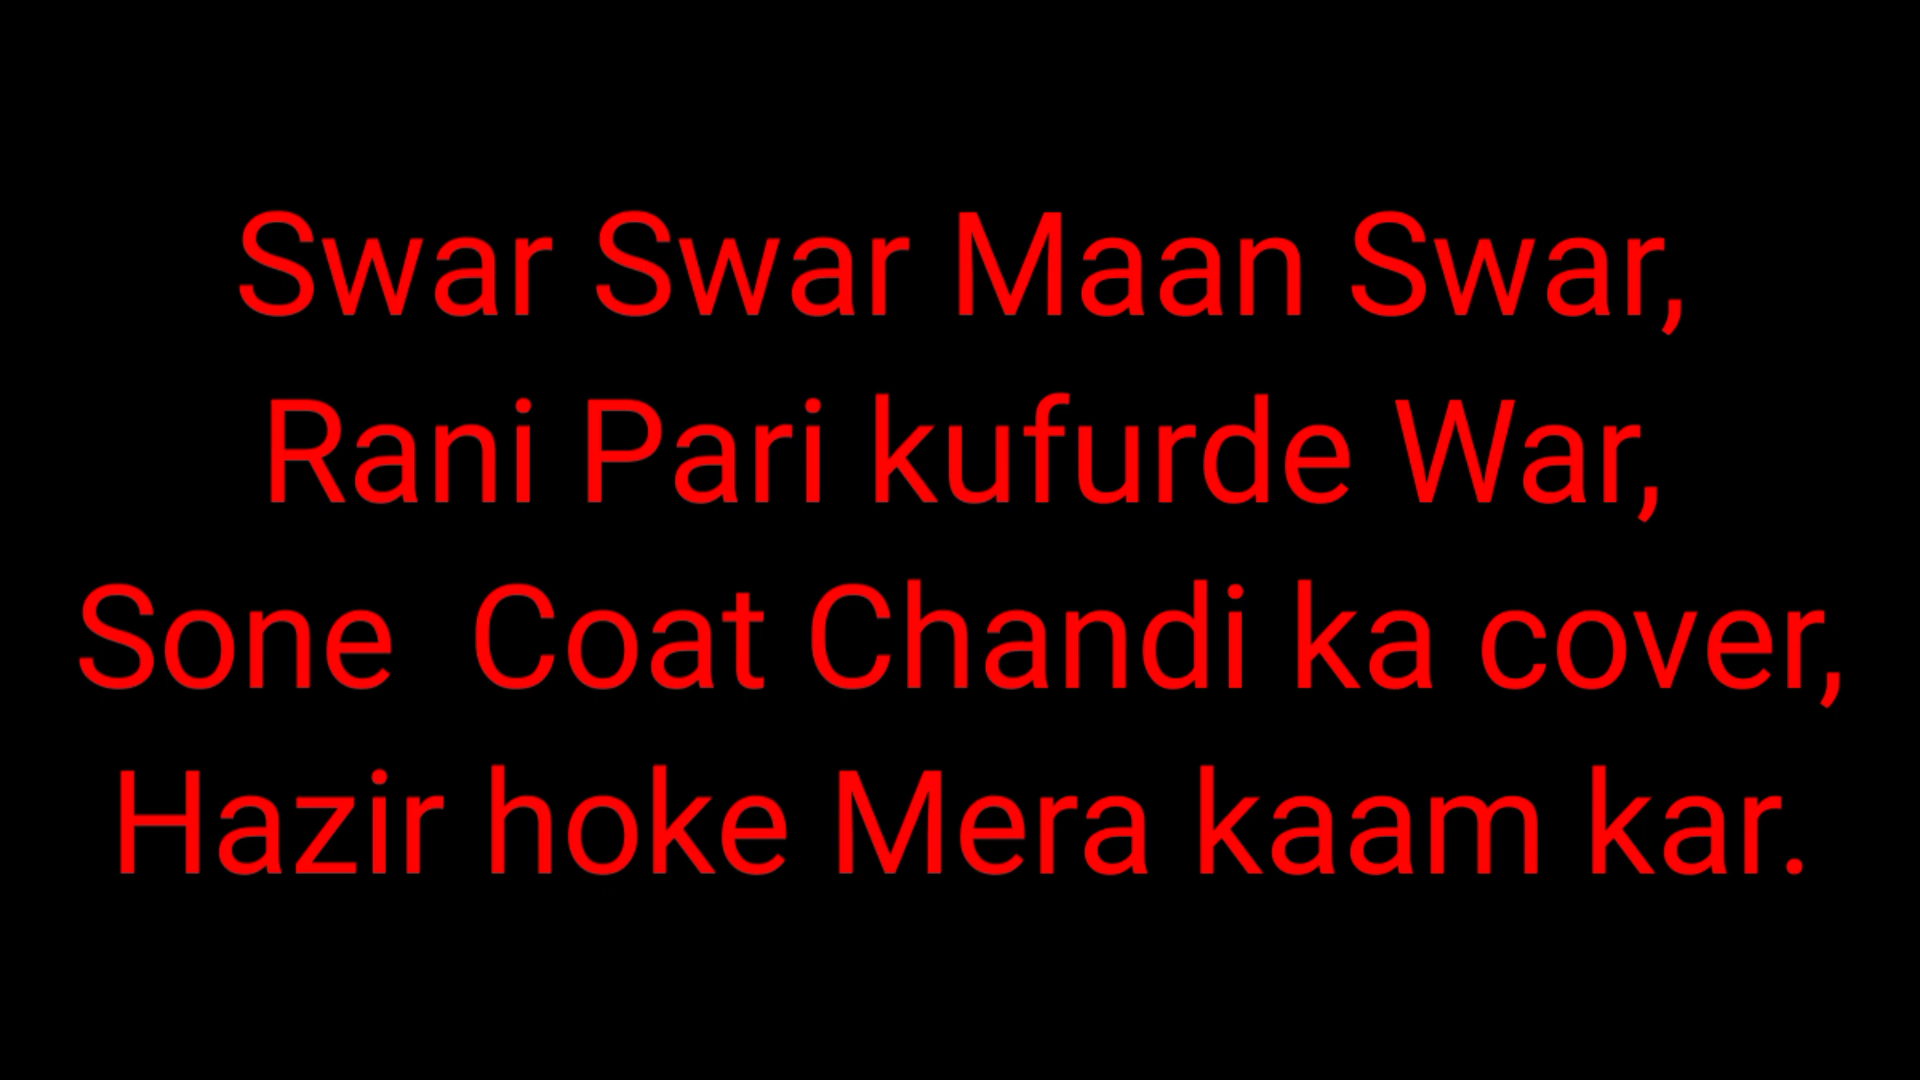 Swar Swar Maan Swar,
Rani Pari kufurde War,
Sone  Coat Chandi ka cover,
Hazir hoke Mera kaam kar.